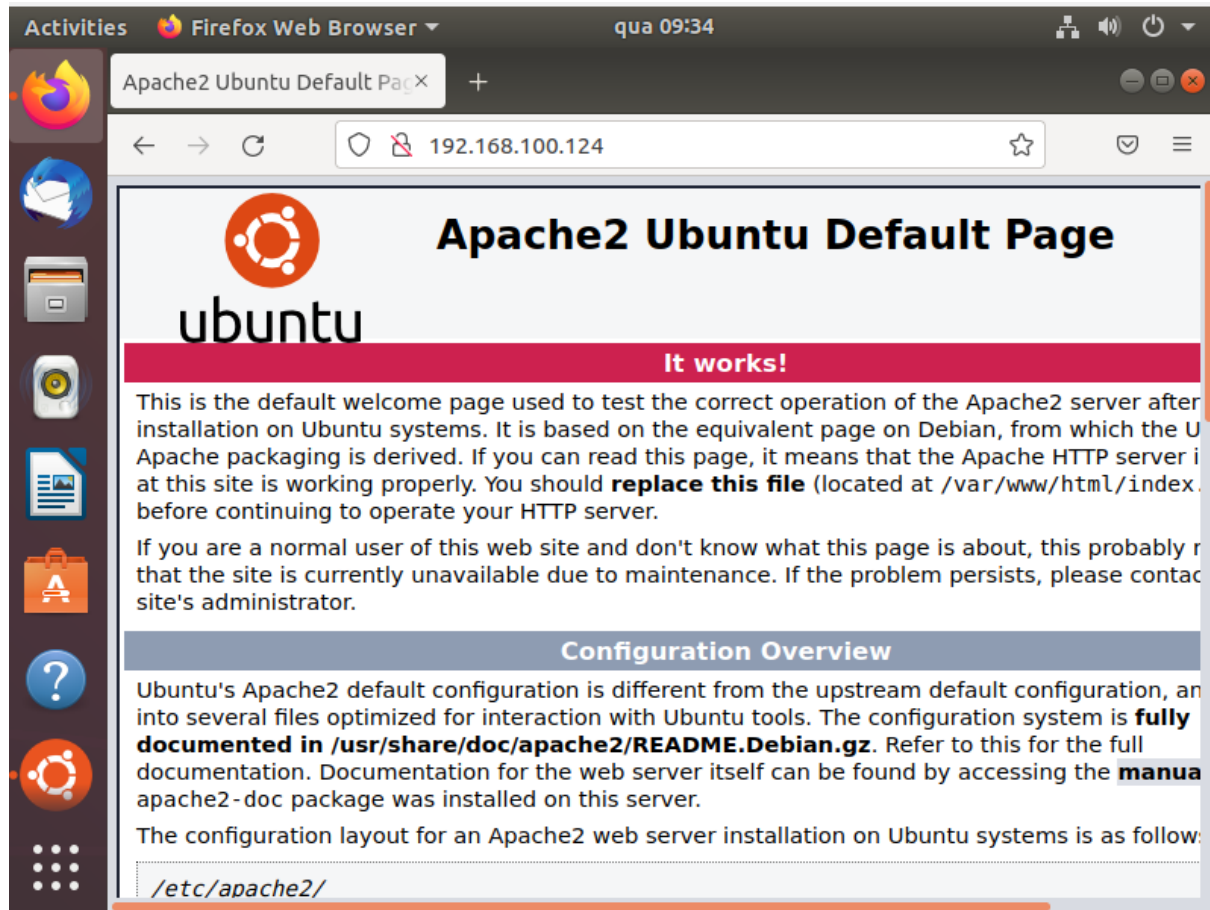 Activities Firefox Web Browser qua 09:34
Apache2 Ubuntu Default Pag
192.168.100.124
ubuntu
Apache2 Ubuntu Default Page
It works!
This is the default welcome page used to test the correct operation of the Apache2 server after
installation on Ubuntu systems. It is based on the equivalent page on Debian, from which the U
Apache packaging is derived. If you can read this page, it means that the Apache HTTP server i
at this site is working properly. You should replace this file (located at /var/www/html/index.
before continuing to operate your HTTP server.
If you are a normal user of this web site and don't know what this page is about, this probably
that the site is currently unavailable due to maintenance. If the problem persists, please contac
site's administrator.
Configuration Overview
Ubuntu's Apache2 default configuration is different from the upstream default configuration, an
into several files optimized for interaction with Ubuntu tools. The configuration system is fully
documented in /usr/share/doc/apache2/README.Debian.gz. Refer to this for the full
documentation. Documentation for the web server itself can be found by accessing the manua
apache2-doc package was installed on this server.
The configuration layout for an Apache2 web server installation on Ubuntu systems is as follow
/etc/apache2/